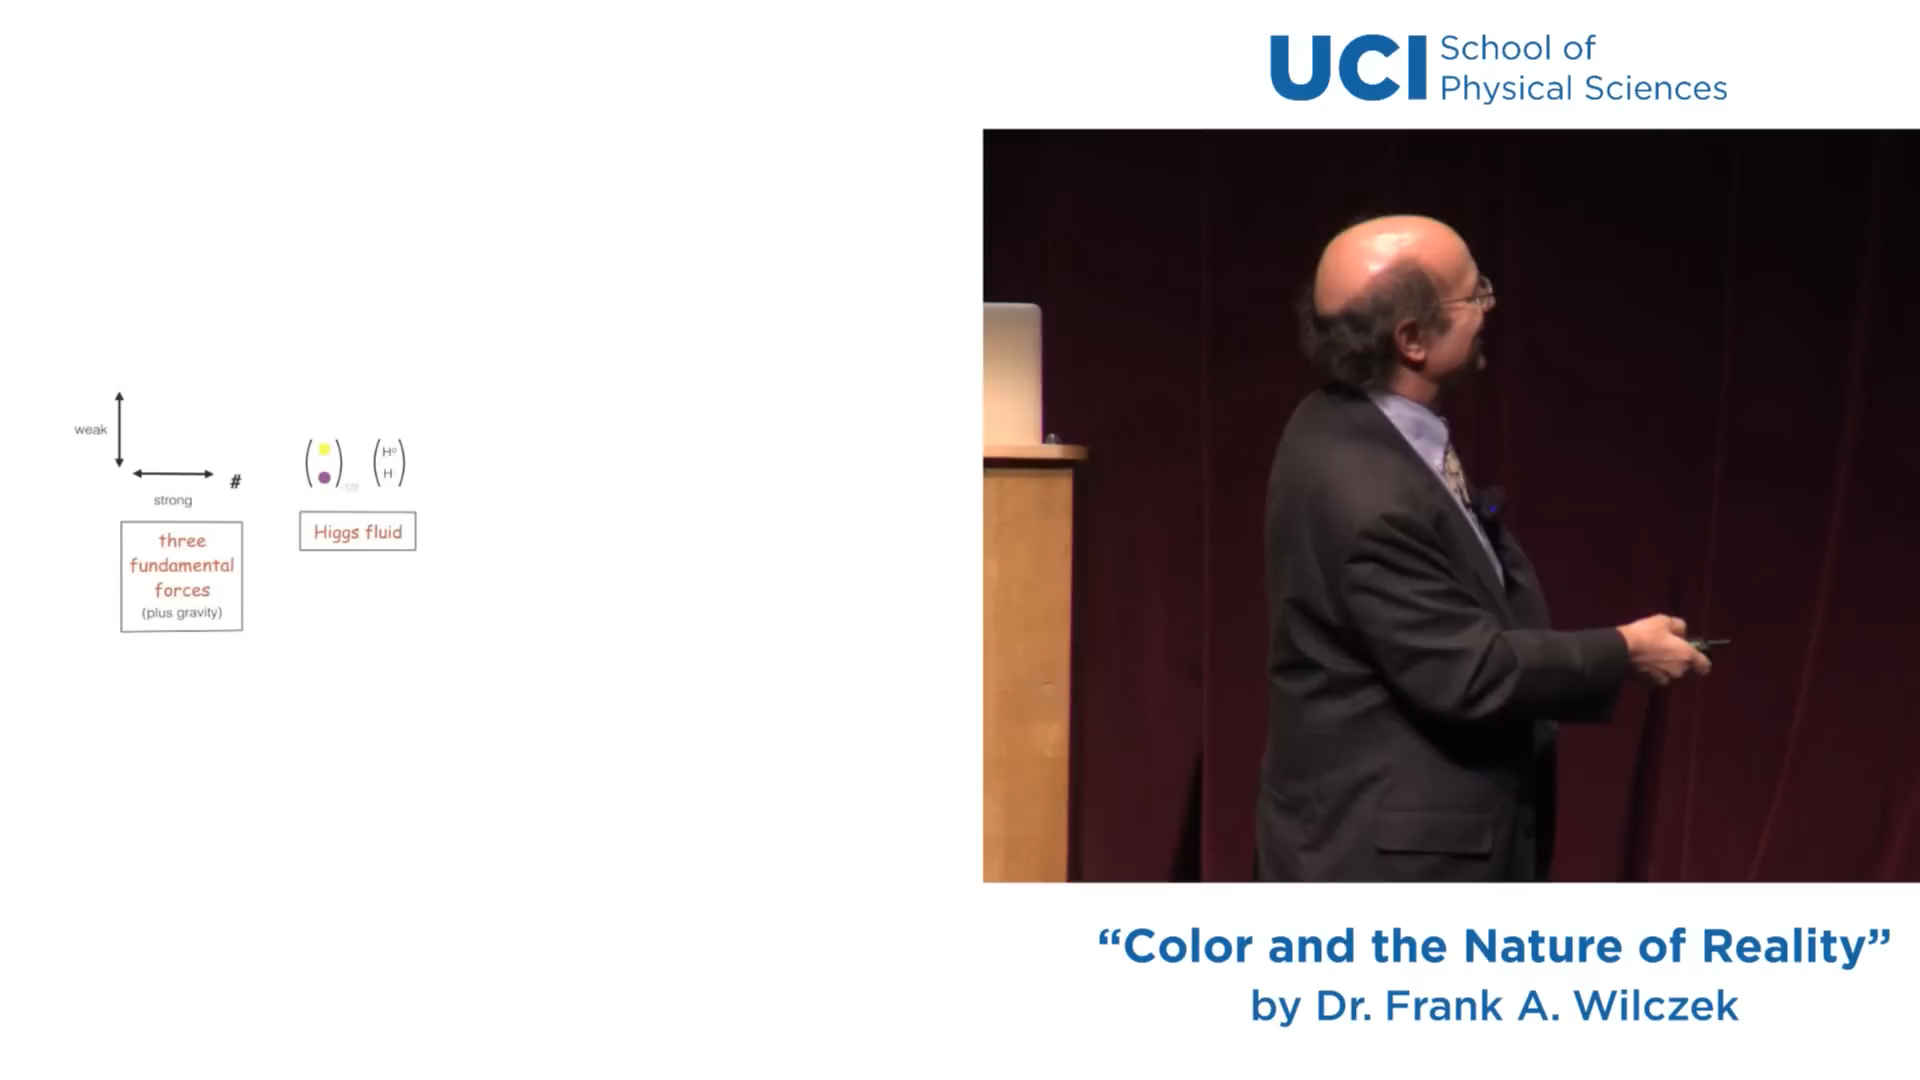 UCI School of
Physical Sciences
weak
strong
#
three
fundamental
forces
(plus gravity)
H⁰
H
Higgs fluid
“Color and the Nature of Reality”
by Dr. Frank A. Wilczek